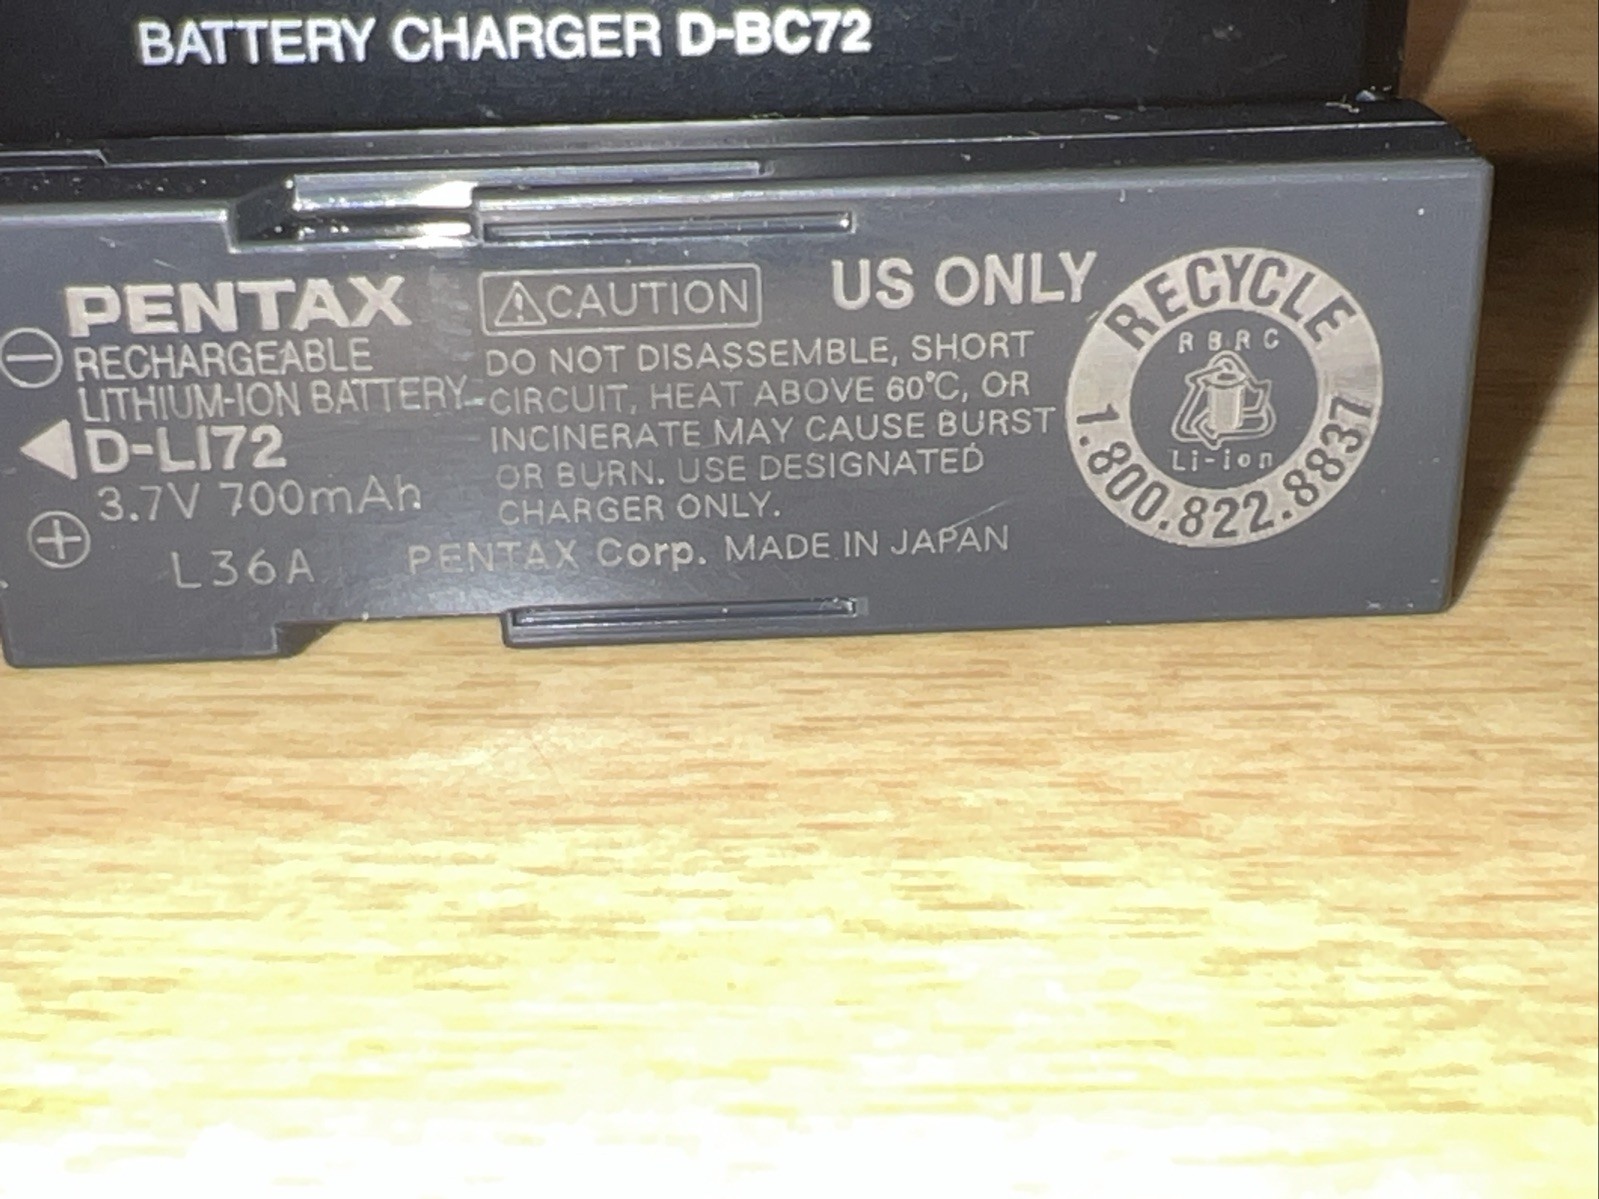 BATTERY CHARGER D-BC72
PENTAX
RECHARGEABLE
LITHIUM-ION BATTERY
D-LI72
3.7V 700mAh
L36A
CAUTION
DO NOT DISASSEMBLE, SHORT
CIRCUIT, HEAT ABOVE 60°C, OR
INCINERATE MAY CAUSE BURST
OR BURN. USE DESIGNATED
CHARGER ONLY.
PENTAX Corp. MADE IN JAPAN
US ONLY
RECYCLE
RBRC
Li-ion
1.800.822.8837